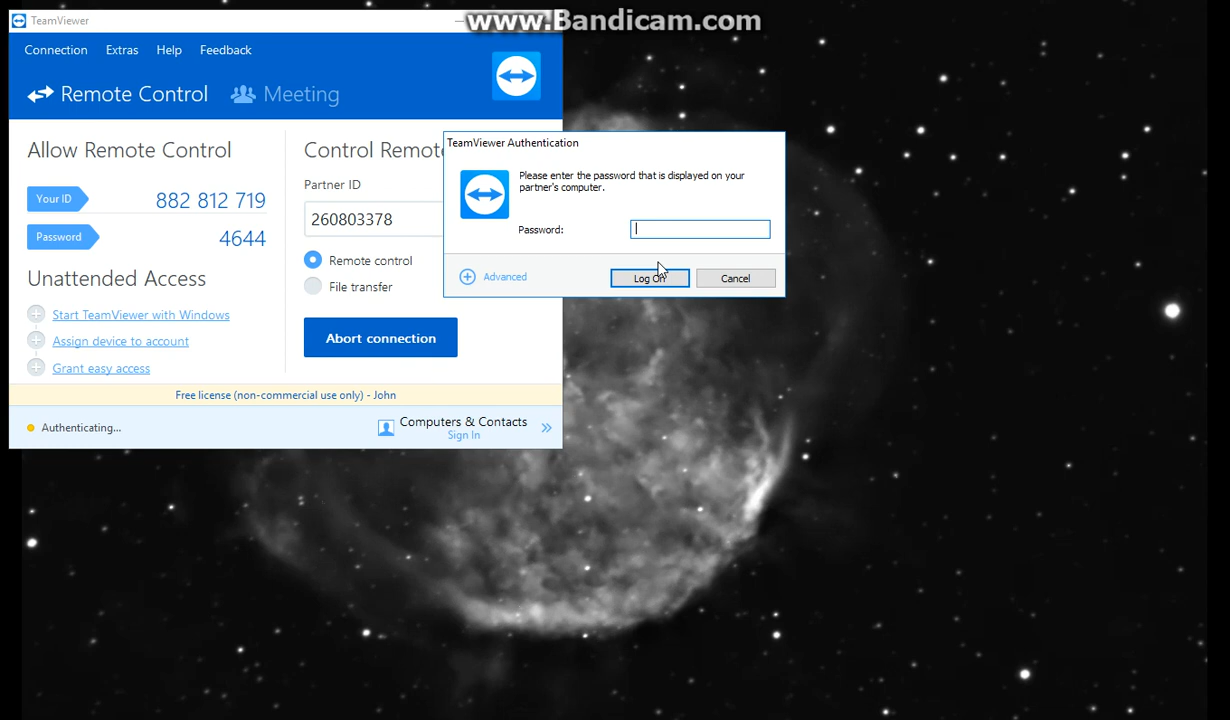 TeamViewer
www.Bandicam.com
Connection Extras Help Feedback
Remote Control Meeting
Allow Remote Control
Your ID 882 812 719
Password 4644
Unattended Access
Start TeamViewer with Windows
Assign device to account
Grant easy access
Control Remot
Partner ID
260803378
Remote control
File transfer
Abort connection
TeamViewer Authentication
Please enter the password that is displayed on your
partner's computer.
Password:
Advanced
Log On
Cancel
Free license (non-commercial use only) - John
Authenticating...
Computers & Contacts
Sign In